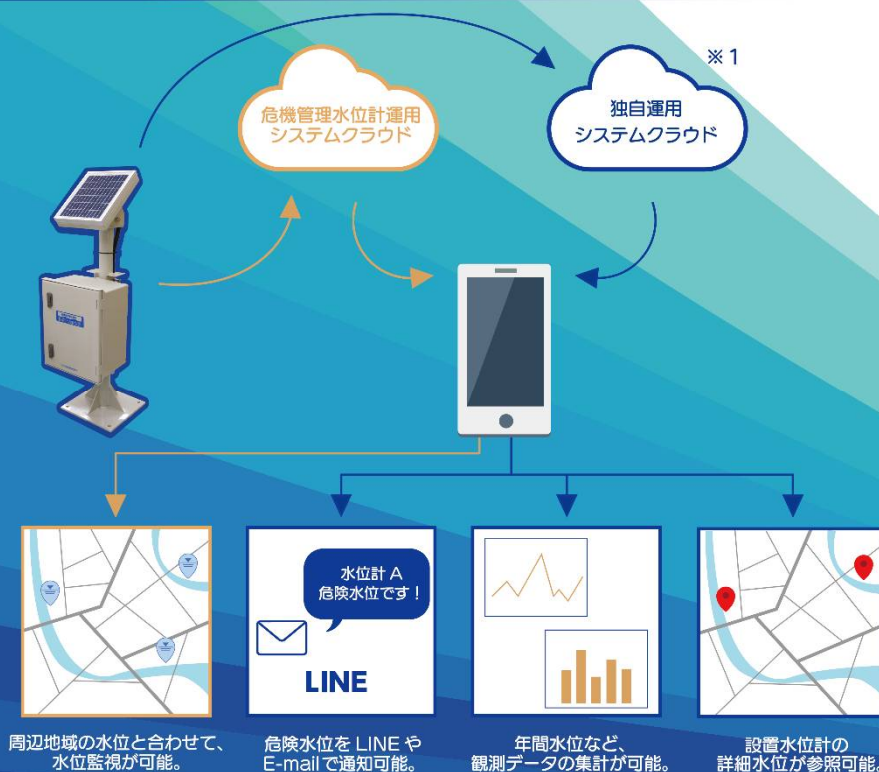 ※1
危機管理水位計運用
システムクラウド
独自運用
システムクラウド
水位計 A
危険水位です！
LINE
周辺地域の水位と合わせて、
水位監視が可能。
危険水位を LINE や
E-mailで通知可能。
年間水位など、
観測データの集計が可能。
設置水位計の
詳細水位が参照可能。